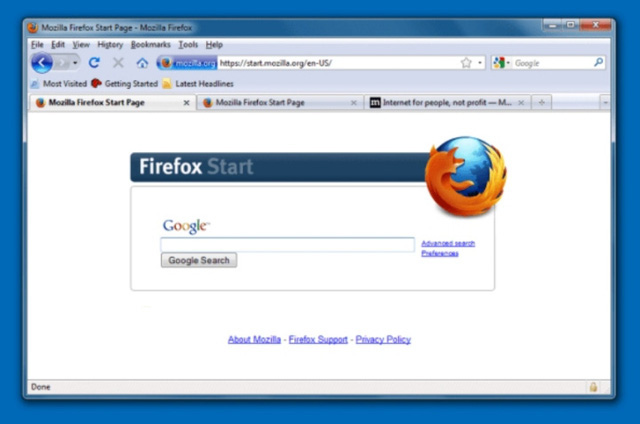 Mozilla Firefox Start Page - Mozilla Firefox
File Edit View History Bookmarks Tools Help
mozilla.org https://start.mozilla.org/en-US/ Google
Most Visited Getting Started Latest Headlines
Mozilla Firefox Start Page Mozilla Firefox Start Page m Internet for people, not profit — M...
Firefox Start
Google™
Advanced search
Preferences
Google Search
About Mozilla - Firefox Support - Privacy Policy
Done